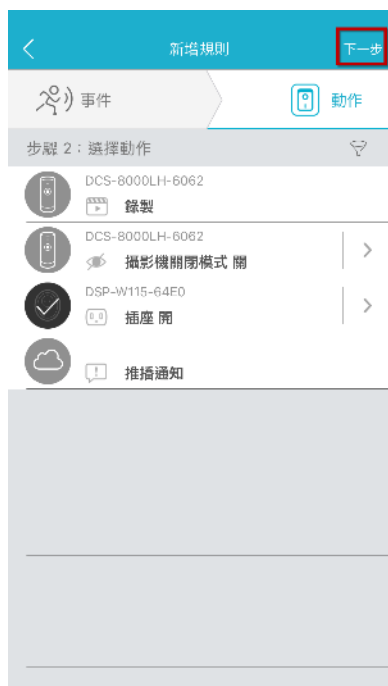 新增規則
下一步
事件
動作
步驟 2：選擇動作
DCS-8000LH-6062
錄製
DCS-8000LH-6062
攝影機關閉模式 開
DSP-W115-64E0
插座 開
推播通知